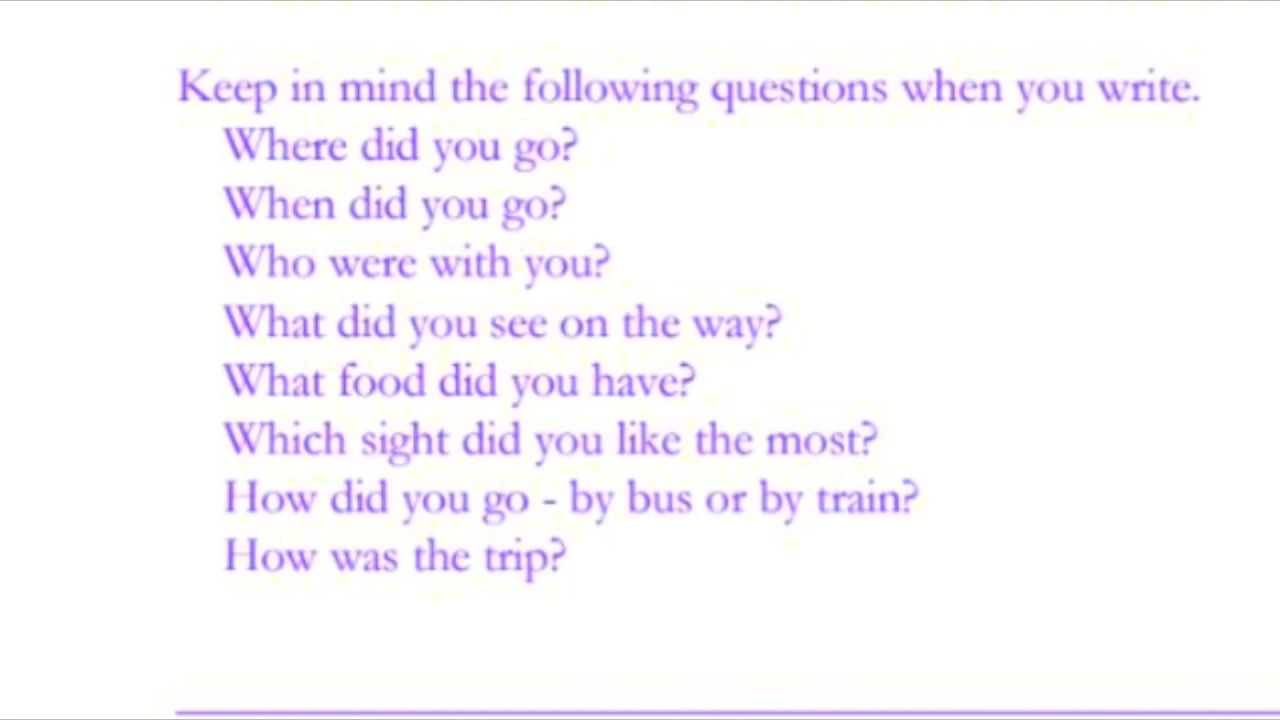 Keep in mind the following questions when you write.
Where did you go?
When did you go?
Who were with you?
What did you see on the way?
What food did you have?
Which sight did you like the most?
How did you go - by bus or by train?
How was the trip?